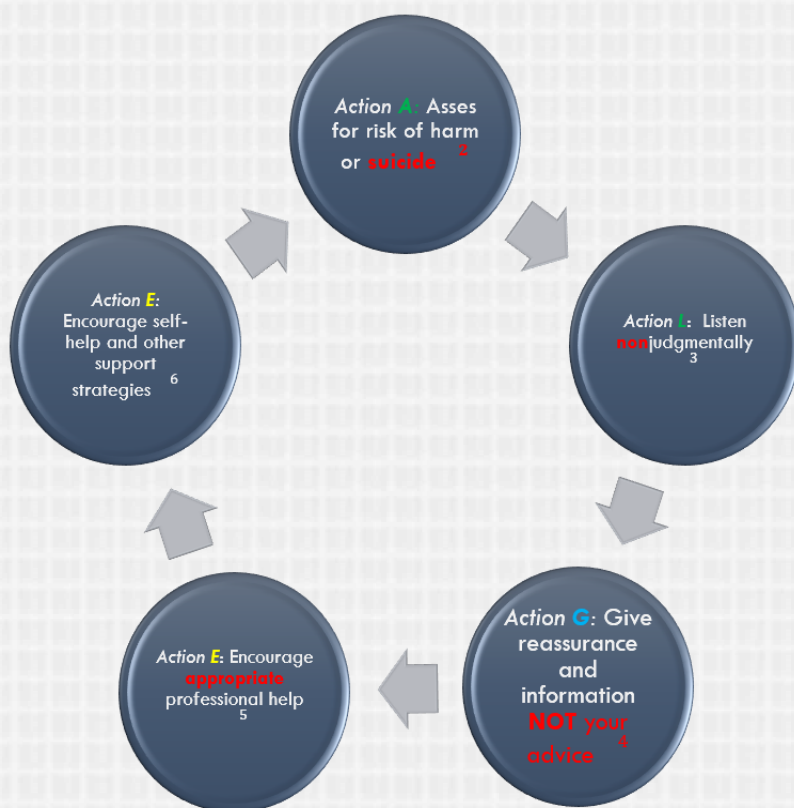 Action A: Asses
for risk of harm
or suicide 2
Action L: Listen
nonjudgmentally
3
Action G: Give
reassurance
and
information
NOT your
advice 4
Action E: Encourage
appropriate
professional help
5
Action E:
Encourage self-
help and other
support
strategies 6